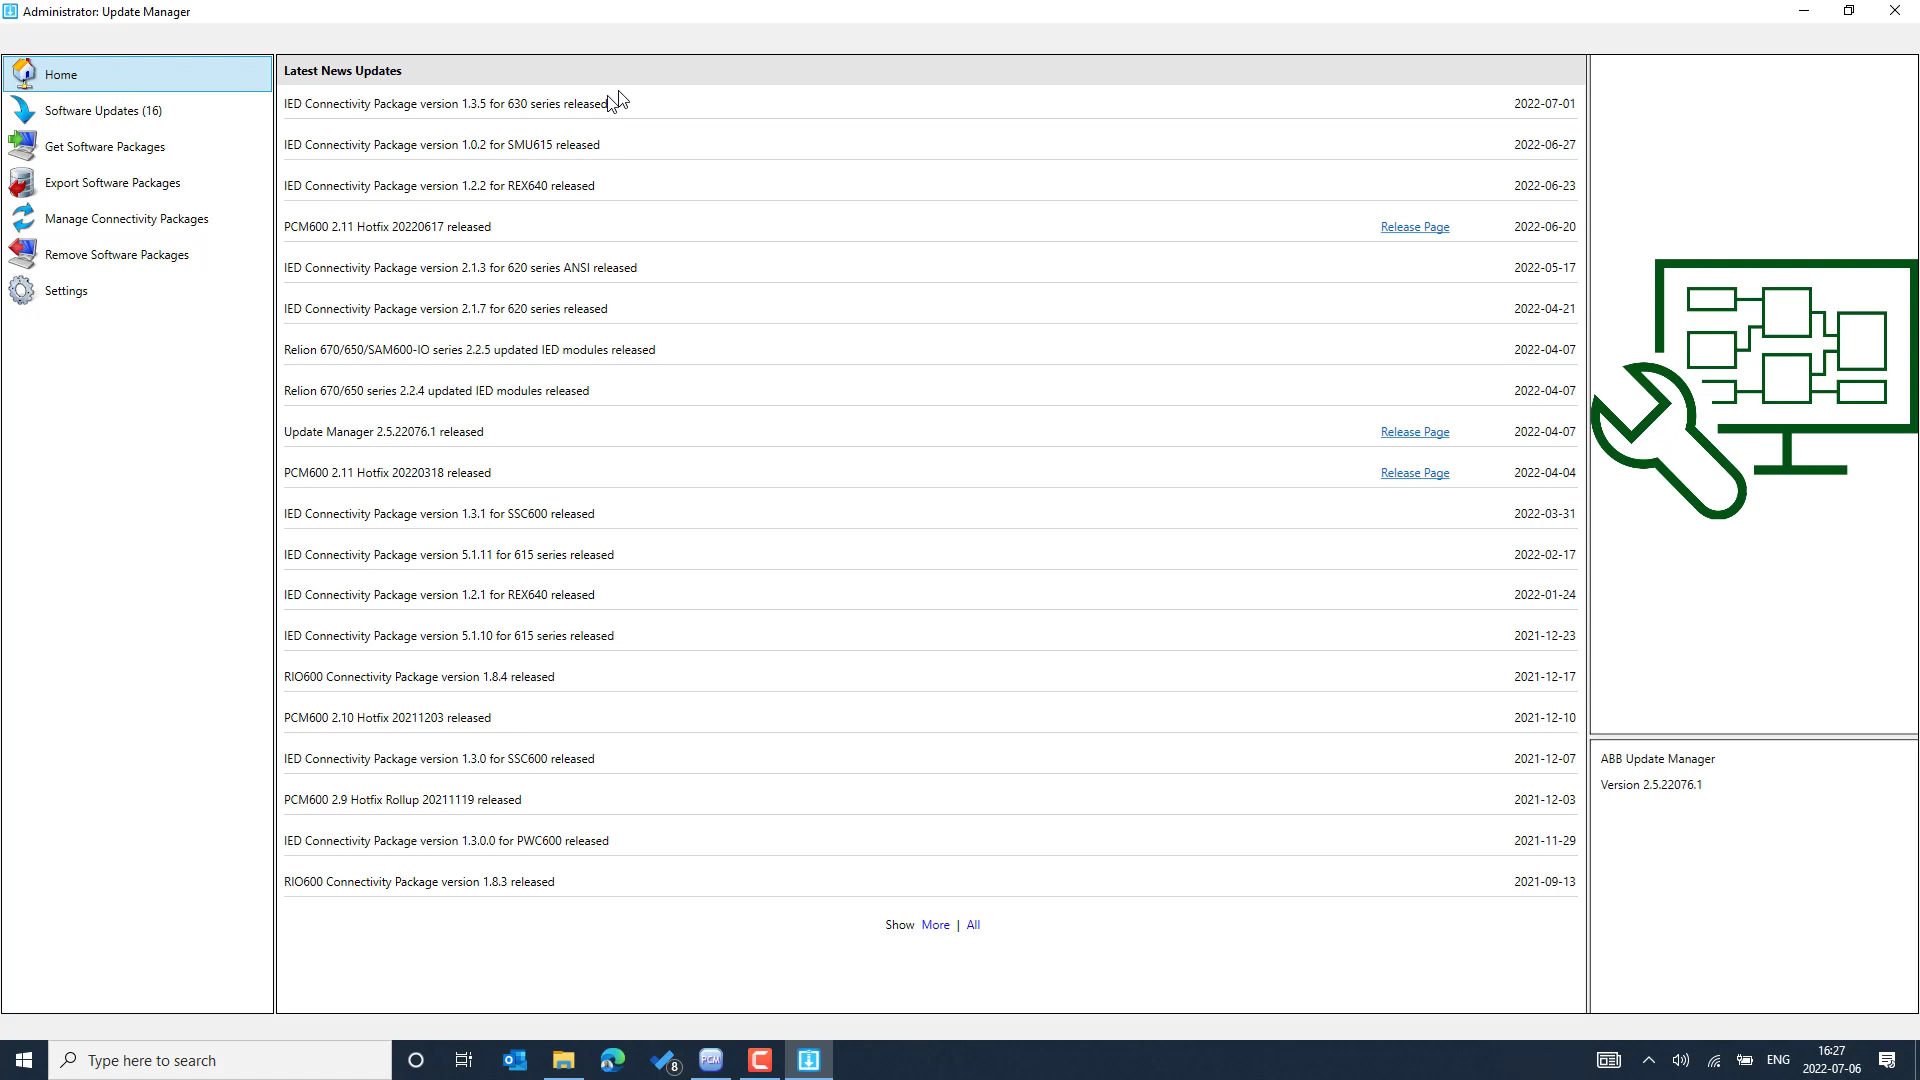 Administrator: Update Manager
Home
Software Updates (16)
Get Software Packages
Export Software Packages
Manage Connectivity Packages
Remove Software Packages
Settings
Latest News Updates
IED Connectivity Package version 1.3.5 for 630 series released 2022-07-01
IED Connectivity Package version 1.0.2 for SMU615 released 2022-06-27
IED Connectivity Package version 1.2.2 for REX640 released 2022-06-23
PCM600 2.11 Hotfix 20220617 released Release Page 2022-06-20
IED Connectivity Package version 2.1.3 for 620 series ANSI released 2022-05-17
IED Connectivity Package version 2.1.7 for 620 series released 2022-04-21
Relion 670/650/SAM600-IO series 2.2.5 updated IED modules released 2022-04-07
Relion 670/650 series 2.2.4 updated IED modules released 2022-04-07
Update Manager 2.5.22076.1 released Release Page 2022-04-07
PCM600 2.11 Hotfix 20220318 released Release Page 2022-04-04
IED Connectivity Package version 1.3.1 for SSC600 released 2022-03-31
IED Connectivity Package version 5.1.11 for 615 series released 2022-02-17
IED Connectivity Package version 1.2.1 for REX640 released 2022-01-24
IED Connectivity Package version 5.1.10 for 615 series released 2021-12-23
RIO600 Connectivity Package version 1.8.4 released 2021-12-17
PCM600 2.10 Hotfix 20211203 released 2021-12-10
IED Connectivity Package version 1.3.0 for SSC600 released 2021-12-07
PCM600 2.9 Hotfix Rollup 20211119 released 2021-12-03
IED Connectivity Package version 1.3.0.0 for PWC600 released 2021-11-29
RIO600 Connectivity Package version 1.8.3 released 2021-09-13
Show More | All
ABB Update Manager
Version 2.5.22076.1
Type here to search
8
PCM
ENG
16:27
2022-07-06